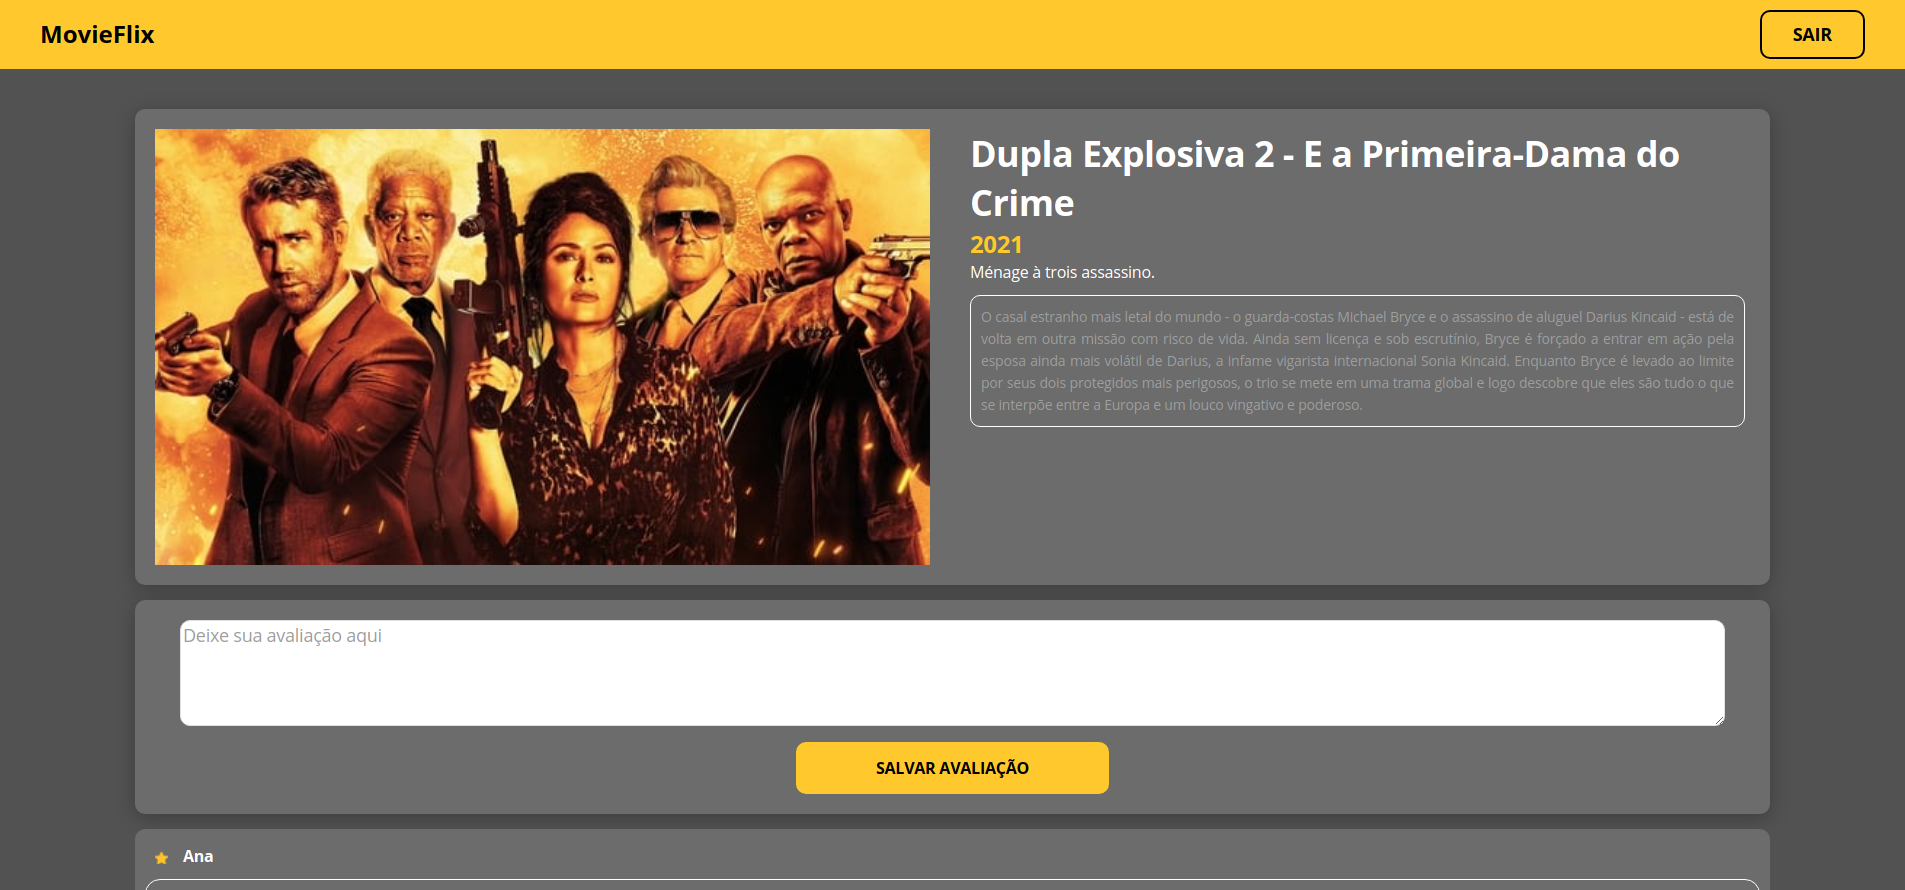 MovieFlix
SAIR
Dupla Explosiva 2 - E a Primeira-Dama do
Crime
2021
Ménage à trois assassino.
O casal estranho mais letal do mundo - o guarda-costas Michael Bryce e o assassino de aluguel Darius Kincaid - está de
volta em outra missão com risco de vida. Ainda sem licença e sob escrutínio, Bryce é forçado a entrar em ação pela
esposa ainda mais volátil de Darius, a infame vigarista internacional Sonia Kincaid. Enquanto Bryce é levado ao limite
por seus dois protegidos mais perigosos, o trio se mete em uma trama global e logo descobre que eles são tudo o que
se interpõe entre a Europa e um louco vingativo e poderoso.
Deixe sua avaliação aqui
SALVAR AVALIAÇÃO
Ana